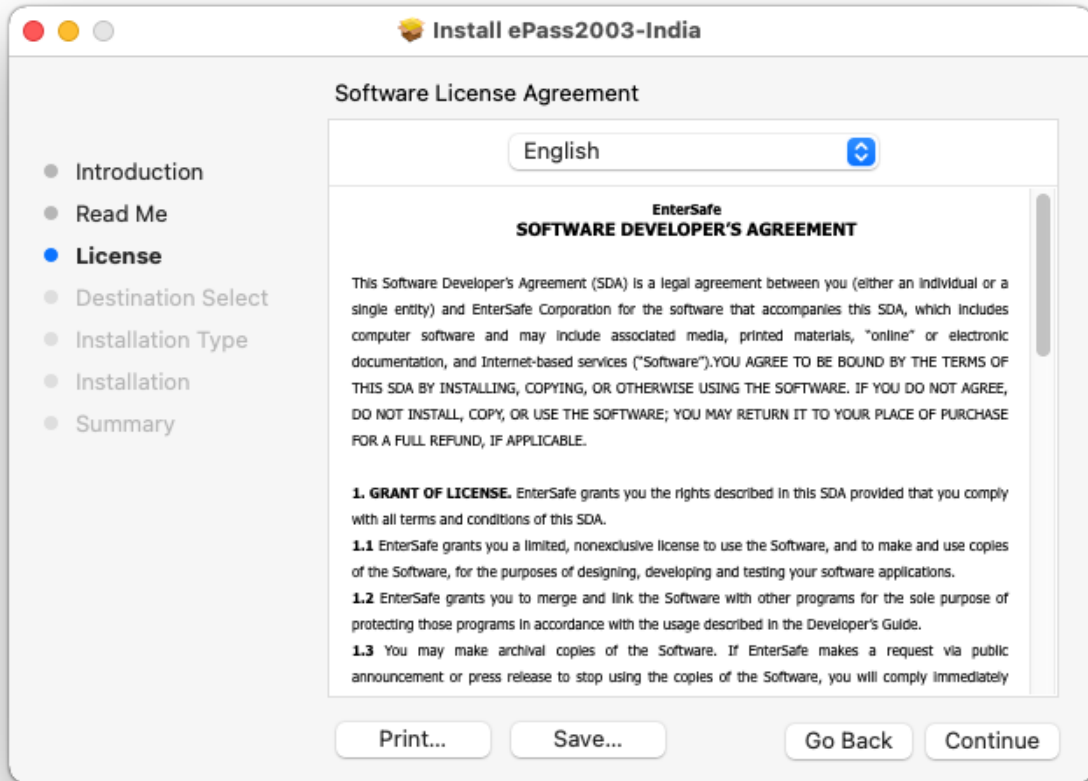 Install ePass2003-India
Software License Agreement
Introduction
Read Me
License
Destination Select
Installation Type
Installation
Summary
English
EnterSafe
SOFTWARE DEVELOPER'S AGREEMENT
This Software Developer's Agreement (SDA) is a legal agreement between you (either an individual or a
single entity) and EnterSafe Corporation for the software that accompanies this SDA, which includes
computer software and may include associated media, printed materials, "online" or electronic
documentation, and Internet-based services ("Software").YOU AGREE TO BE BOUND BY THE TERMS OF
THIS SDA BY INSTALLING, COPYING, OR OTHERWISE USING THE SOFTWARE. IF YOU DO NOT AGREE,
DO NOT INSTALL, COPY, OR USE THE SOFTWARE; YOU MAY RETURN IT TO YOUR PLACE OF PURCHASE
FOR A FULL REFUND, IF APPLICABLE.
1. GRANT OF LICENSE. EnterSafe grants you the rights described in this SDA provided that you comply
with all terms and conditions of this SDA.
1.1 EnterSafe grants you a limited, nonexclusive license to use the Software, and to make and use copies
of the Software, for the purposes of designing, developing and testing your software applications.
1.2 EnterSafe grants you to merge and link the Software with other programs for the sole purpose of
protecting those programs in accordance with the usage described in the Developer's Guide.
1.3 You may make archival copies of the Software. If EnterSafe makes a request via public
announcement or press release to stop using the copies of the Software, you will comply immediately
Print...
Save...
Go Back
Continue